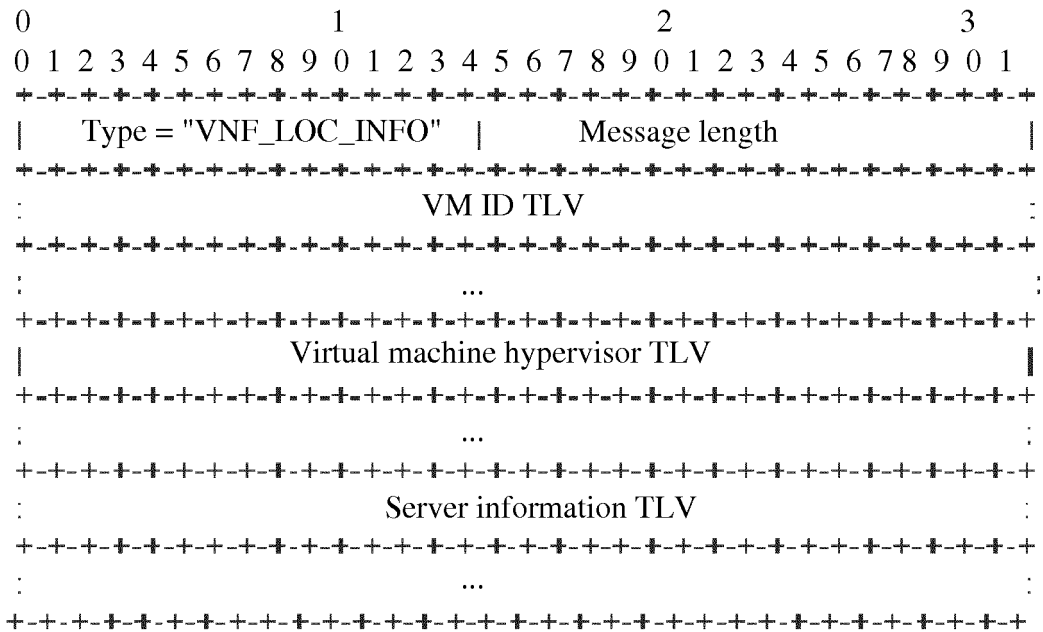 0 1 2 3
0 1 2 3 4 5 6 7 8 9 0 1 2 3 4 5 6 7 8 9 0 1 2 3 4 5 6 7 8 9 0 1
+-+-+-+-+-+-+-+-+-+-+-+-+-+-+-+-+-+-+-+-+-+-+-+-+-+-+-+-+-+-+-+-+
| Type = "VNF_LOC_INFO" | Message length |
+-+-+-+-+-+-+-+-+-+-+-+-+-+-+-+-+-+-+-+-+-+-+-+-+-+-+-+-+-+-+-+-+
: VM ID TLV :
+-+-+-+-+-+-+-+-+-+-+-+-+-+-+-+-+-+-+-+-+-+-+-+-+-+-+-+-+-+-+-+-+
: ... :
+-+-+-+-+-+-+-+-+-+-+-+-+-+-+-+-+-+-+-+-+-+-+-+-+-+-+-+-+-+-+-+-+
| Virtual machine hypervisor TLV |
+-+-+-+-+-+-+-+-+-+-+-+-+-+-+-+-+-+-+-+-+-+-+-+-+-+-+-+-+-+-+-+-+
: ... :
+-+-+-+-+-+-+-+-+-+-+-+-+-+-+-+-+-+-+-+-+-+-+-+-+-+-+-+-+-+-+-+-+
: Server information TLV :
+-+-+-+-+-+-+-+-+-+-+-+-+-+-+-+-+-+-+-+-+-+-+-+-+-+-+-+-+-+-+-+-+
: ... :
+-+-+-+-+-+-+-+-+-+-+-+-+-+-+-+-+-+-+-+-+-+-+-+-+-+-+-+-+-+-+-+-+